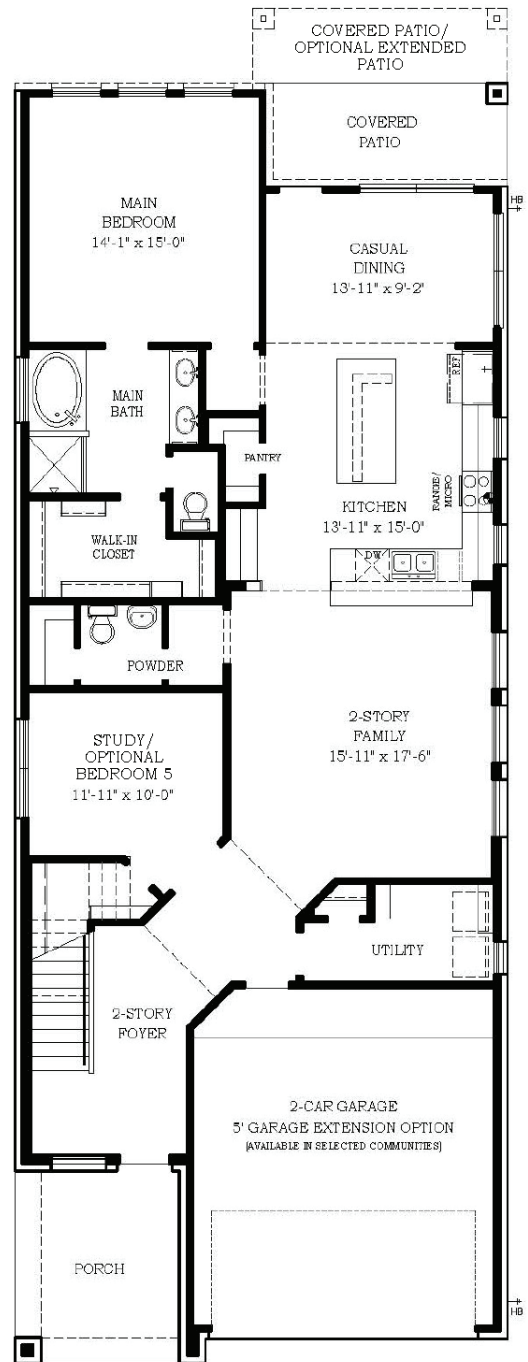 COVERED PATIO/
OPTIONAL EXTENDED
PATIO
COVERED
PATIO
HB
MAIN
BEDROOM
14'-1" x 15'-0"
CASUAL
DINING
13'-11" x 9'-2"
MAIN
BATH
REF
PANTRY
RANGE/
MICRO
KITCHEN
13'-11" x 15'-0"
WALK-IN
CLOSET
DW
POWDER
2-STORY
FAMILY
15'-11" x 17'-6"
STUDY/
OPTIONAL
BEDROOM 5
11'-11" x 10'-0"
UTILITY
2-STORY
FOYER
2-CAR GARAGE
5' GARAGE EXTENSION OPTION
(AVAILABLE IN SELECTED COMMUNITIES)
PORCH
HB